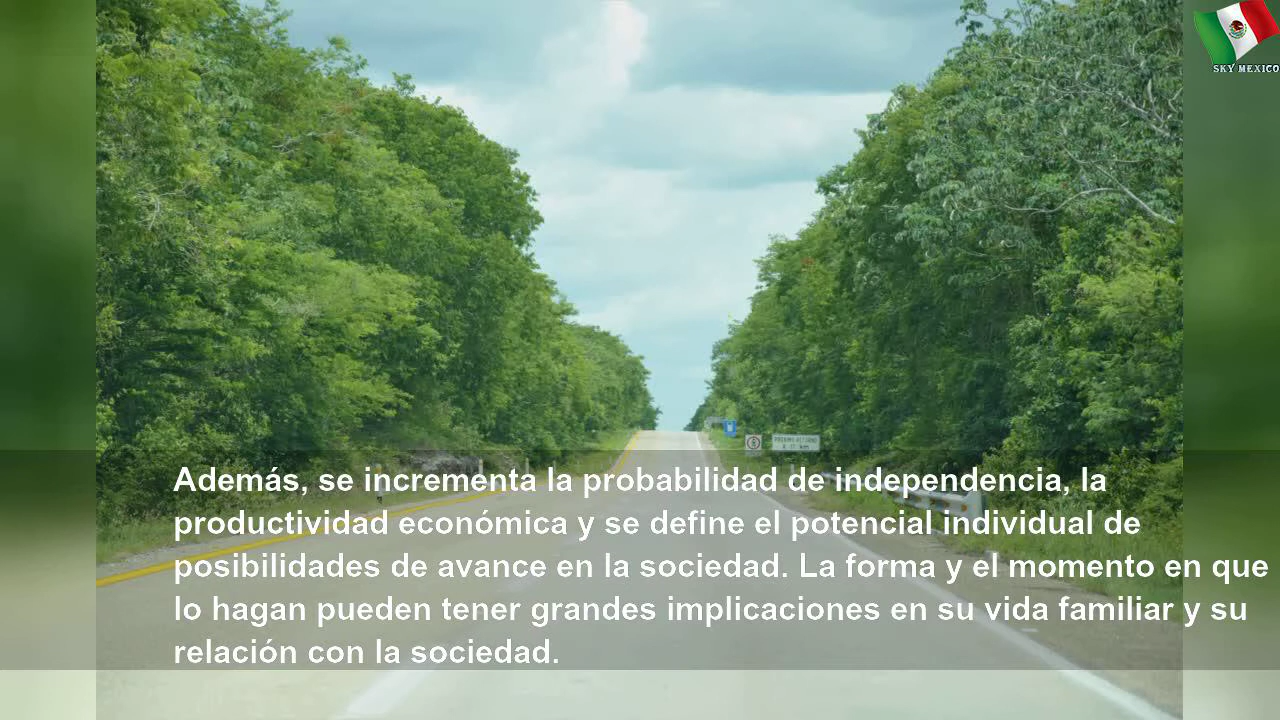 SKY MEXICO
PROXIMO RETORNO
Además, se incrementa la probabilidad de independencia, la
productividad económica y se define el potencial individual de
posibilidades de avance en la sociedad. La forma y el momento en que
lo hagan pueden tener grandes implicaciones en su vida familiar y su
relación con la sociedad.